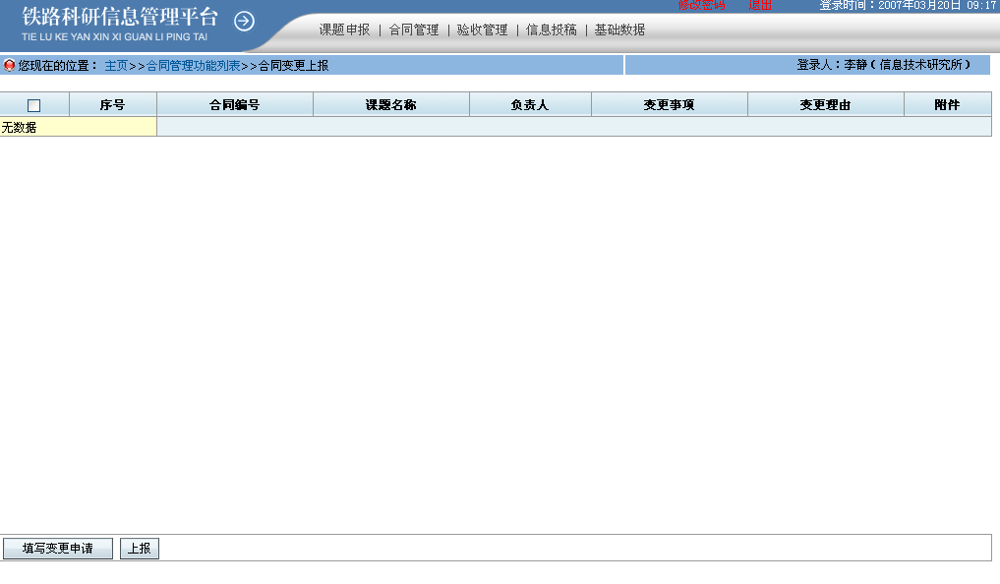 修改密码 退出 登录时间：2007年03月20日 09:17
铁路科研信息管理平台
TIE LU KE YAN XIN XI GUAN LI PING TAI
课题申报 | 合同管理 | 验收管理 | 信息投稿 | 基础数据
您现在的位置： 主页>>合同管理功能列表>>合同变更上报 登录人：李静（信息技术研究所）
序号 合同编号 课题名称 负责人 变更事项 变更理由 附件
无数据
填写变更申请 上报